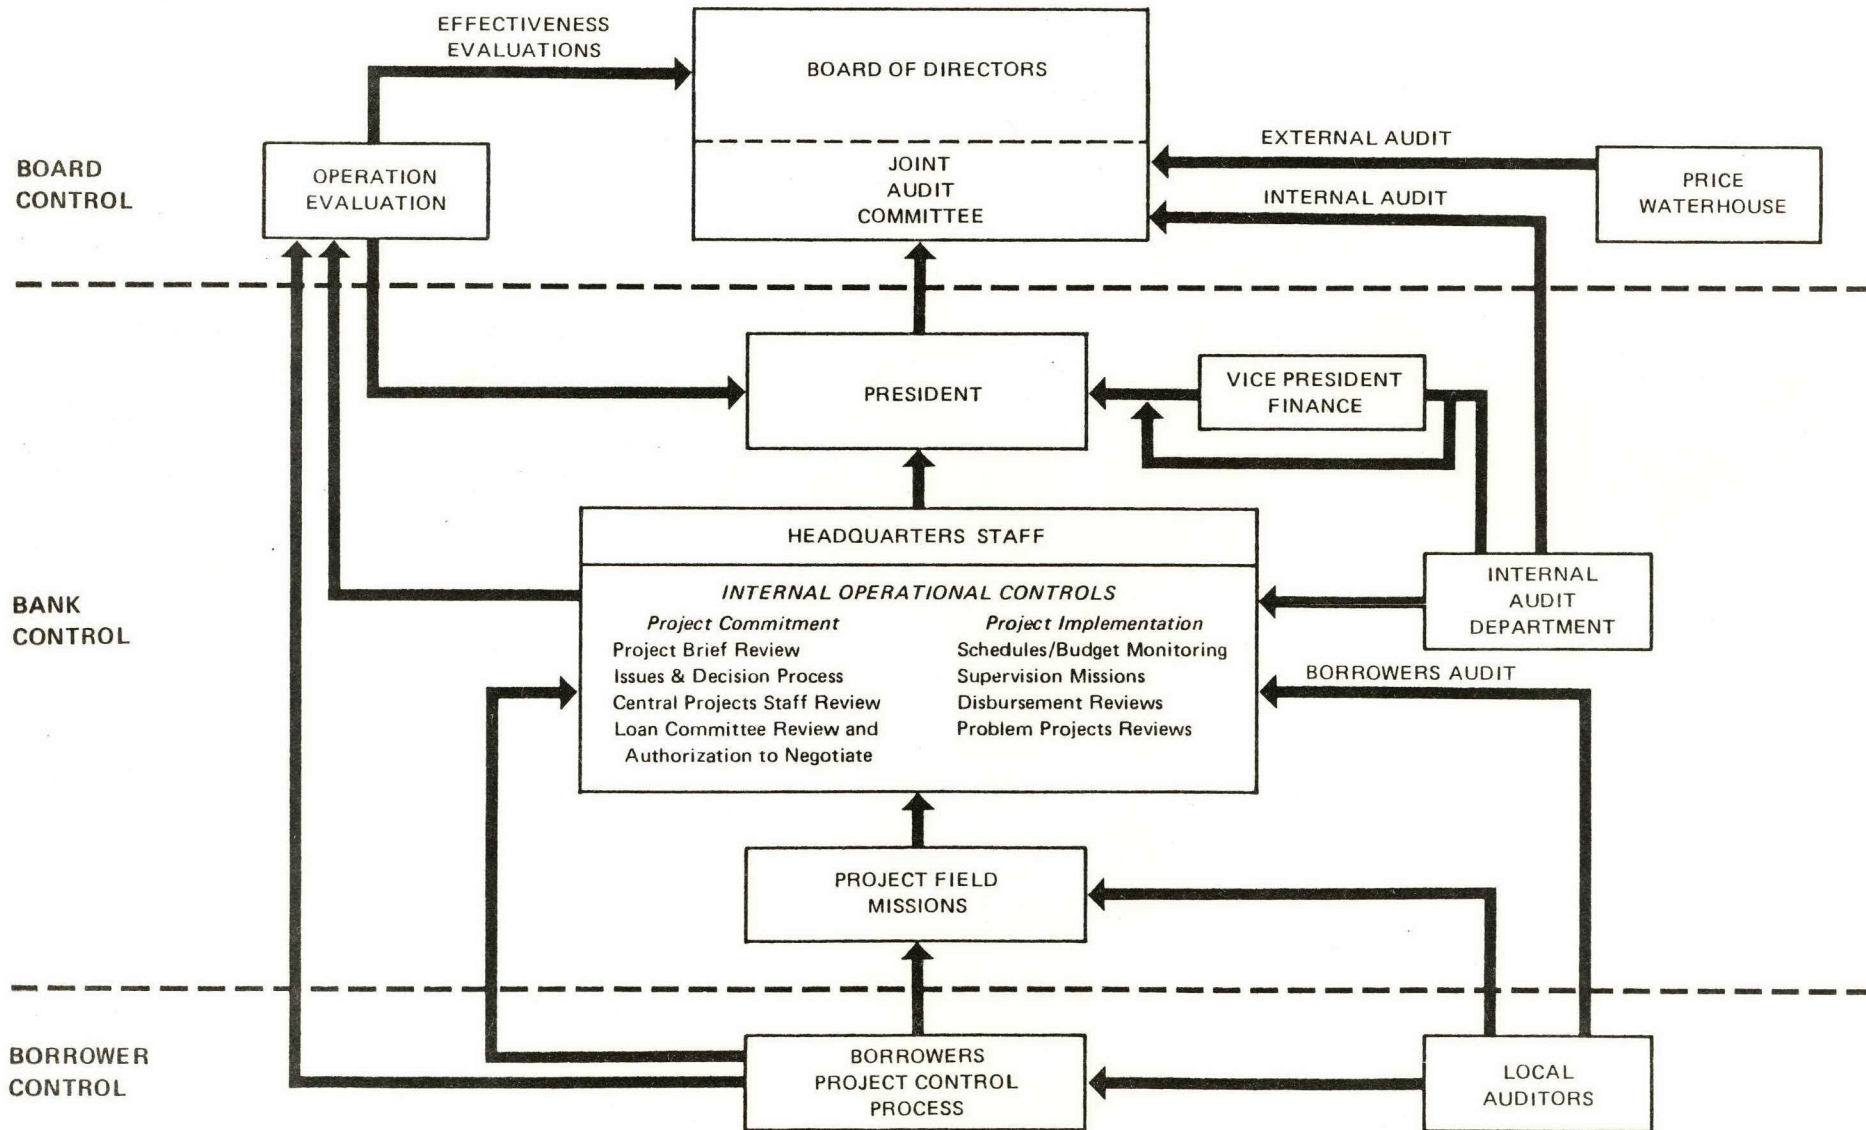 EFFECTIVENESS
EVALUATIONS
BOARD OF DIRECTORS
BOARD
CONTROL
OPERATION
EVALUATION
JOINT
AUDIT
COMMITTEE
EXTERNAL AUDIT
INTERNAL AUDIT
PRICE
WATERHOUSE
PRESIDENT
VICE PRESIDENT
FINANCE
BANK
CONTROL
HEADQUARTERS STAFF
INTERNAL OPERATIONAL CONTROLS
Project Commitment
Project Brief Review
Issues & Decision Process
Central Projects Staff Review
Loan Committee Review and
Authorization to Negotiate
Project Implementation
Schedules/Budget Monitoring
Supervision Missions
Disbursement Reviews
Problem Projects Reviews
INTERNAL
AUDIT
DEPARTMENT
BORROWERS AUDIT
PROJECT FIELD
MISSIONS
BORROWER
CONTROL
BORROWERS
PROJECT CONTROL
PROCESS
LOCAL
AUDITORS